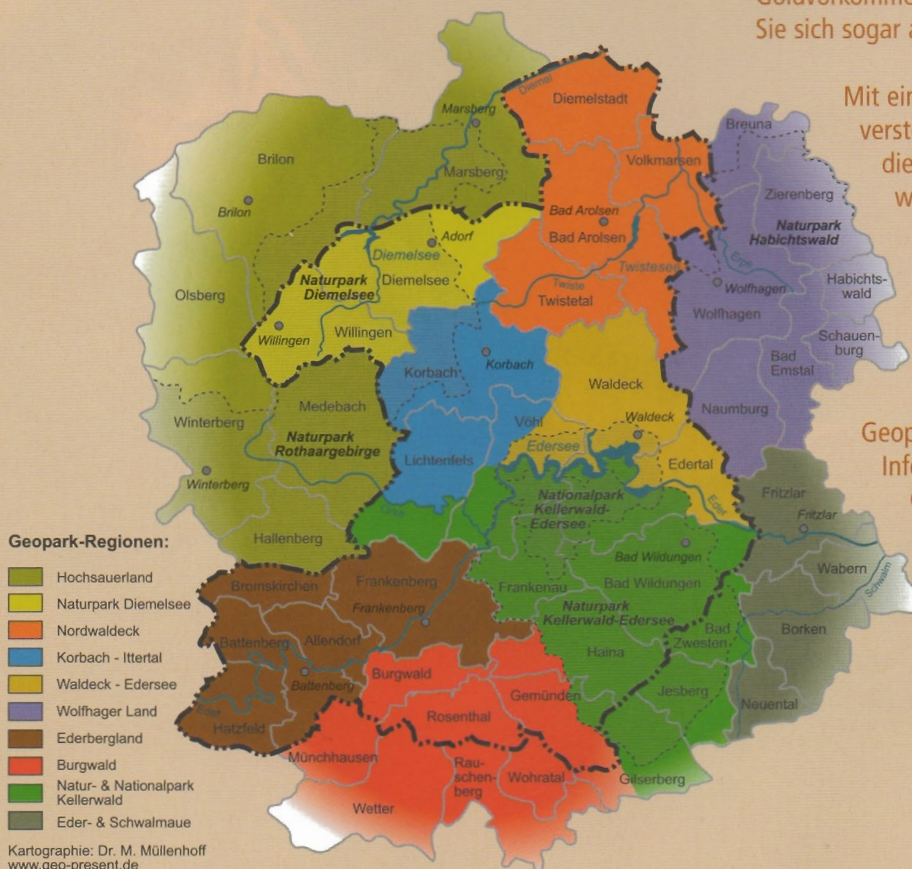 Sie sich sogar a
Mit ein
verst
die
w
Geop
Infe
Diemel
Diemelstadt
Marsberg
Breuna
Brilon
Volkmarsen
Marsberg
Zierenberg
Brilon
Bad Arolsen
Naturpark
Habichtswald
Adorf
Bad Arolsen
Diemelsee
Erpe
Twistesee
Naturpark
Diemelsee
Diemelsee
Habichts-
wald
Olsberg
Twiste
Wolfhagen
Twistetal
Wolfhagen
Willingen
Willingen
Schauen-
burg
Korbach
Bad
Emstal
Korbach
Waldeck
Medebach
Naumburg
Winterberg
Vöhl
Waldeck
Naturpark
Rothaargebirge
Edersee
Lichtenfels
Edertal
Winterberg
Fritzlar
Nationalpark
Kellerwald-
Edersee
Eder
Fritzlar
Hallenberg
Bad Wildungen
Wabern
Schwalm
Bromskirchen
Frankenberg
Frankenau
Bad Wildungen
Frankenberg
Naturpark
Kellerwald-Edersee
Borken
Battenberg
Allendorf
Bad
Zwesten
Haina
Burgwald
Battenberg
Jesberg
Gemünden
Neuental
Eder
Hatzfeld
Rosenthal
Münchhausen
Rau-
schen-
berg
Wohratal
Gilserberg
Wetter
Geopark-Regionen:
Hochsauerland
Naturpark Diemelsee
Nordwaldeck
Korbach - Ittertal
Waldeck - Edersee
Wolfhager Land
Ederbergland
Burgwald
Natur- & Nationalpark
Kellerwald
Eder- & Schwalmaue
Kartographie: Dr. M. Müllenhoff
www.geo-present.de